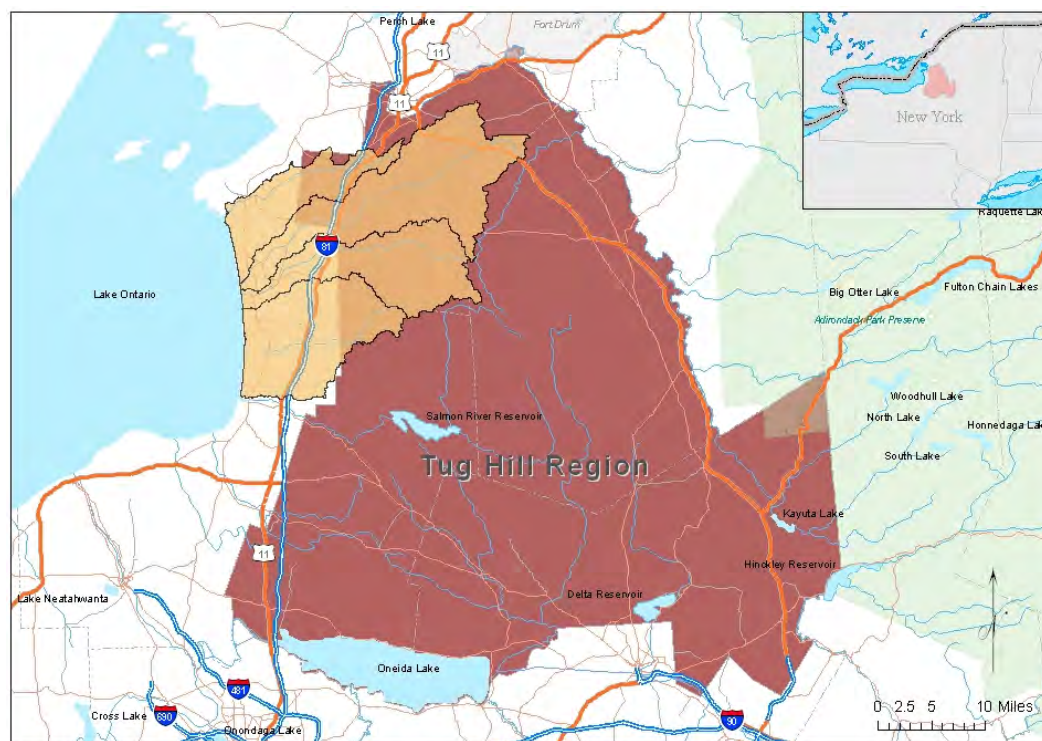 Perch Lake
Fort Drum
11
11
New York
Raquette Lak
81
Lake Ontario
Big Otter Lake
Fulton Chain Lakes
Adirondack Park Preserve
Woodhull Lake
Salmon River Reservoir
North Lake
Honnedaga Lak
South Lake
Tug Hill Region
Kayuta Lake
11
Hinckley Reservoir
Lake Neatahwanta
Delta Reservoir
Oneida Lake
481
Cross Lake
690
90
Onondaga Lake
0 2.5 5 10 Miles